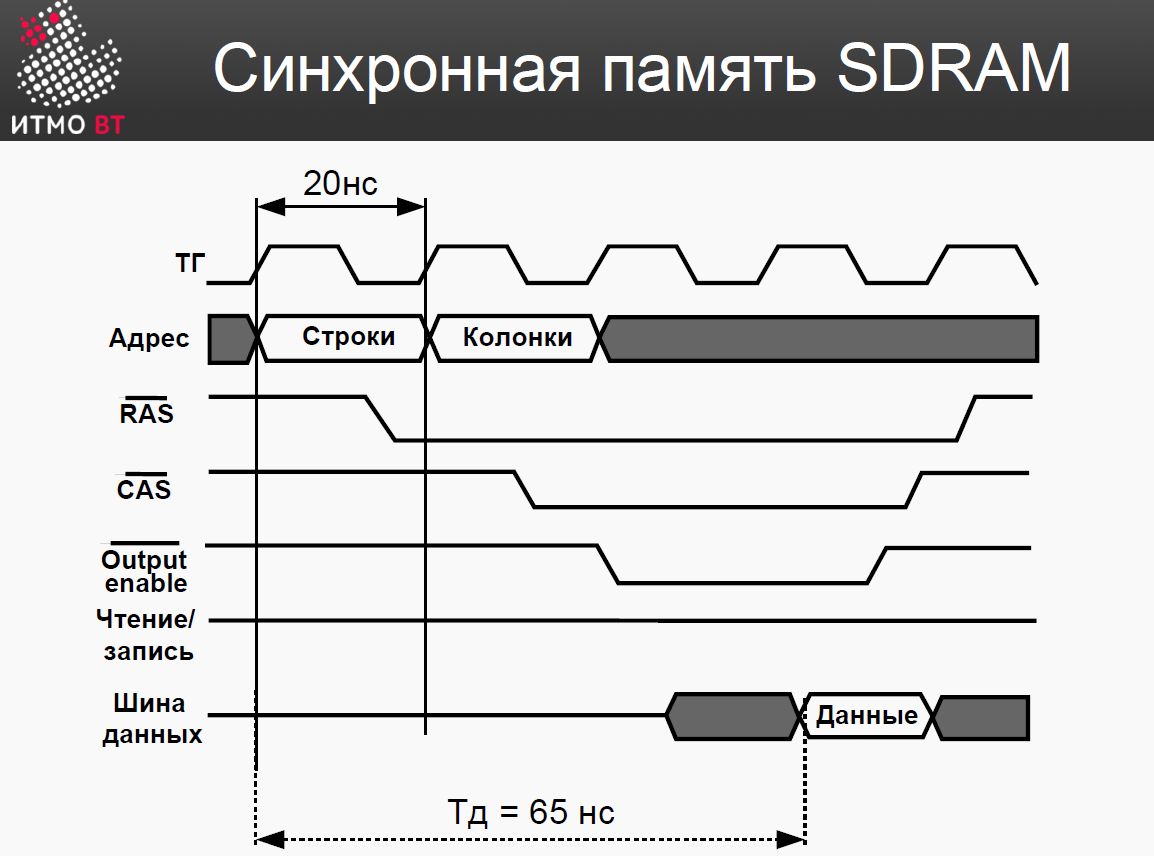 Синхронная память SDRAM
ИТМО ВТ
20нс
ТГ
Адрес
Строки
Колонки
RAS
CAS
Output
enable
Чтение/
запись
Шина
данных
Данные
Тд = 65 нс